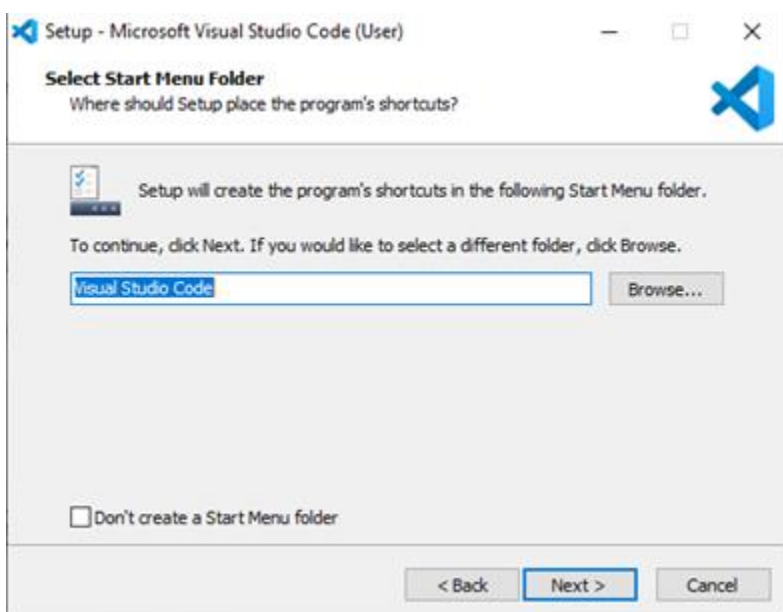 Setup - Microsoft Visual Studio Code (User)
Select Start Menu Folder
Where should Setup place the program's shortcuts?
Setup will create the program's shortcuts in the following Start Menu folder.
To continue, click Next. If you would like to select a different folder, click Browse.
Visual Studio Code
Browse...
Don't create a Start Menu folder
< Back
Next >
Cancel